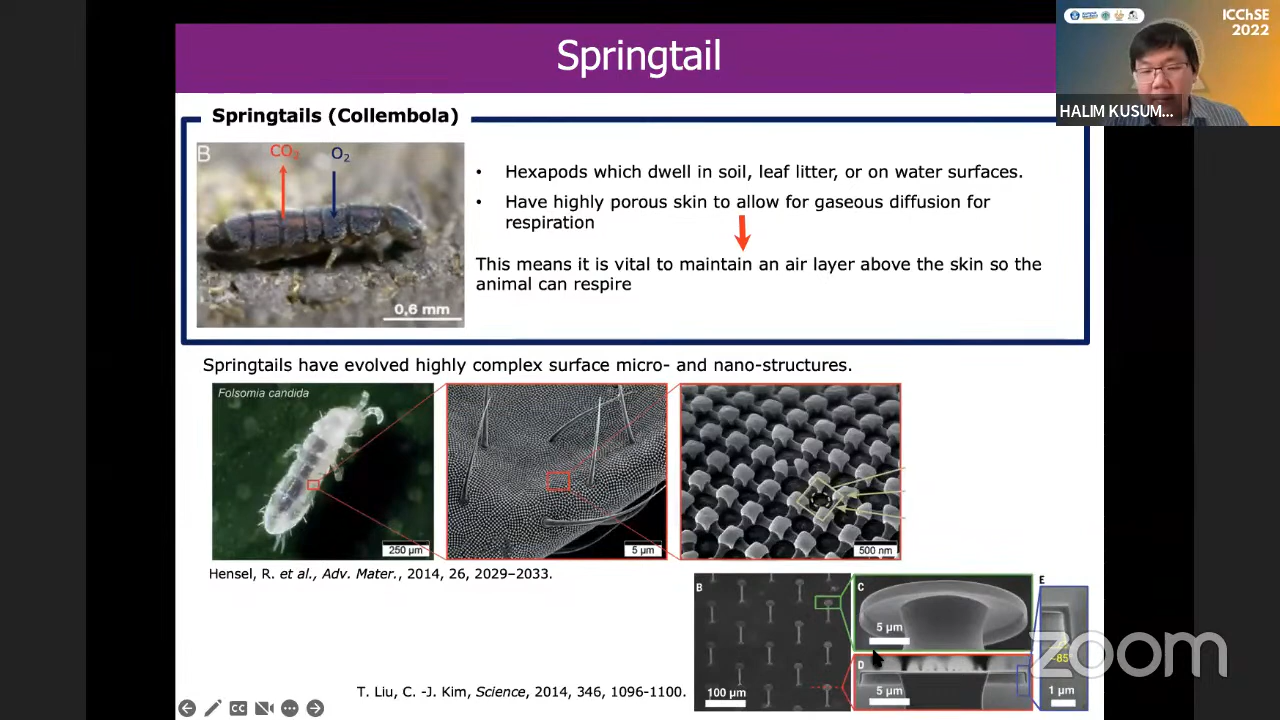 Springtail
ICChSE
2022
HALIM KUSUM...
Springtails (Collembola)
B
CO₂
O₂
0,6 mm
• Hexapods which dwell in soil, leaf litter, or on water surfaces.
• Have highly porous skin to allow for gaseous diffusion for
respiration
This means it is vital to maintain an air layer above the skin so the
animal can respire
Springtails have evolved highly complex surface micro- and nano-structures.
Folsomia candida
250 µm
5 µm
500 nm
Hensel, R. et al., Adv. Mater., 2014, 26, 2029–2033.
B
100 µm
C
5 µm
D
5 µm
E
~85°
1 µm
zoom
T. Liu, C. -J. Kim, Science, 2014, 346, 1096-1100.
CC